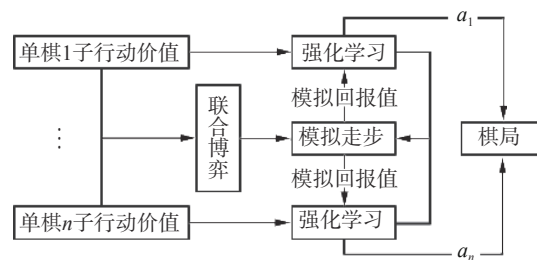 a₁
单棋1子行动价值
强化学习
模拟回报值
联合博弈
模拟走步
棋局
⋮
模拟回报值
单棋n子行动价值
强化学习
aₙ